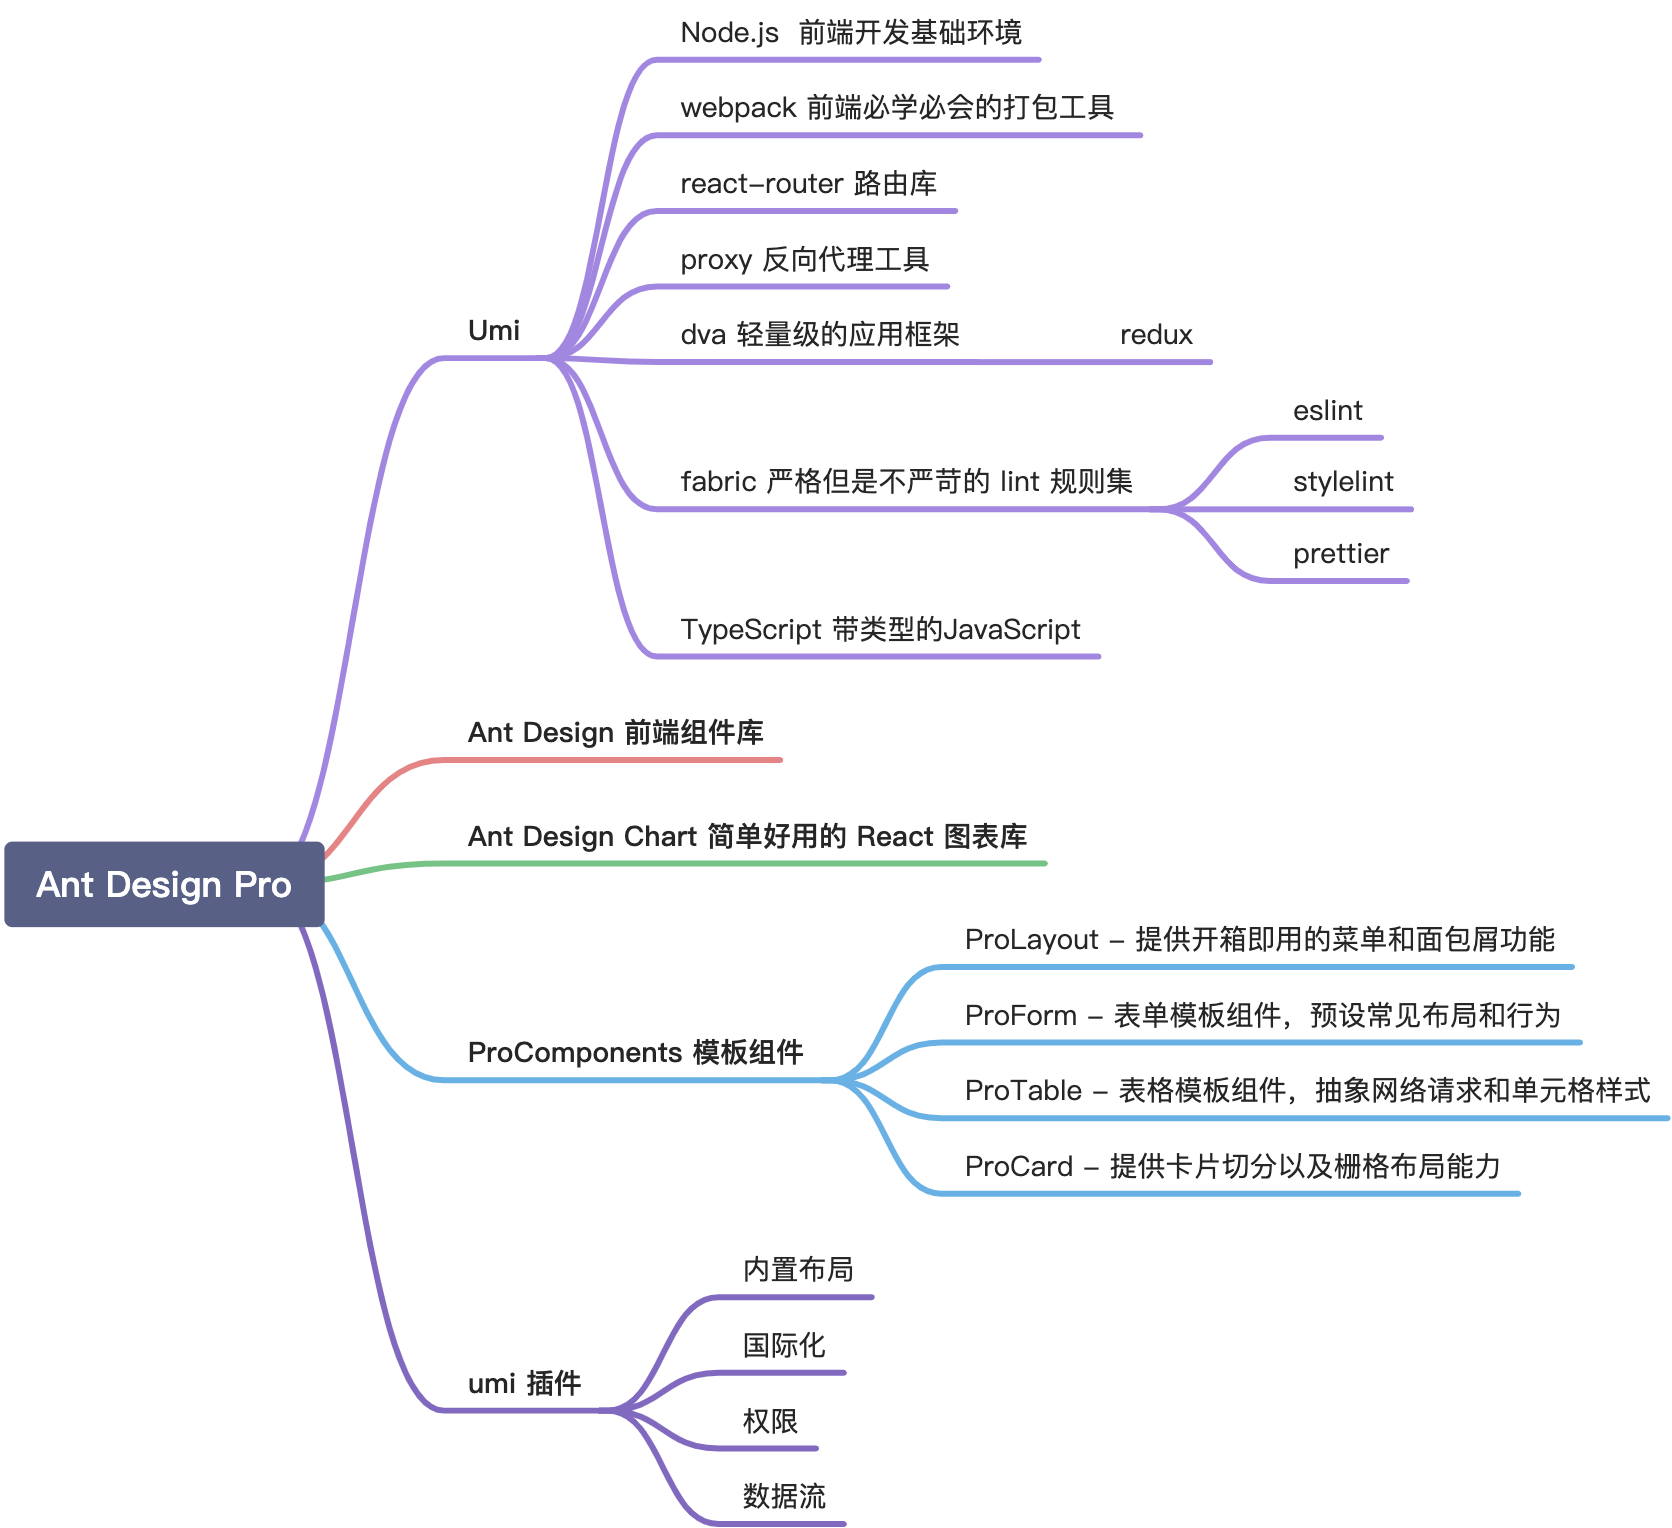 Node.js  前端开发基础环境
webpack 前端必学必会的打包工具
react-router 路由库
proxy 反向代理工具
Umi
dva 轻量级的应用框架
redux
eslint
fabric 严格但是不严苛的 lint 规则集
stylelint
prettier
TypeScript 带类型的JavaScript
Ant Design 前端组件库
Ant Design Chart 简单好用的 React 图表库
Ant Design Pro
ProLayout - 提供开箱即用的菜单和面包屑功能
ProForm - 表单模板组件，预设常见布局和行为
ProComponents 模板组件
ProTable - 表格模板组件，抽象网络请求和单元格样式
ProCard - 提供卡片切分以及栅格布局能力
内置布局
国际化
umi 插件
权限
数据流